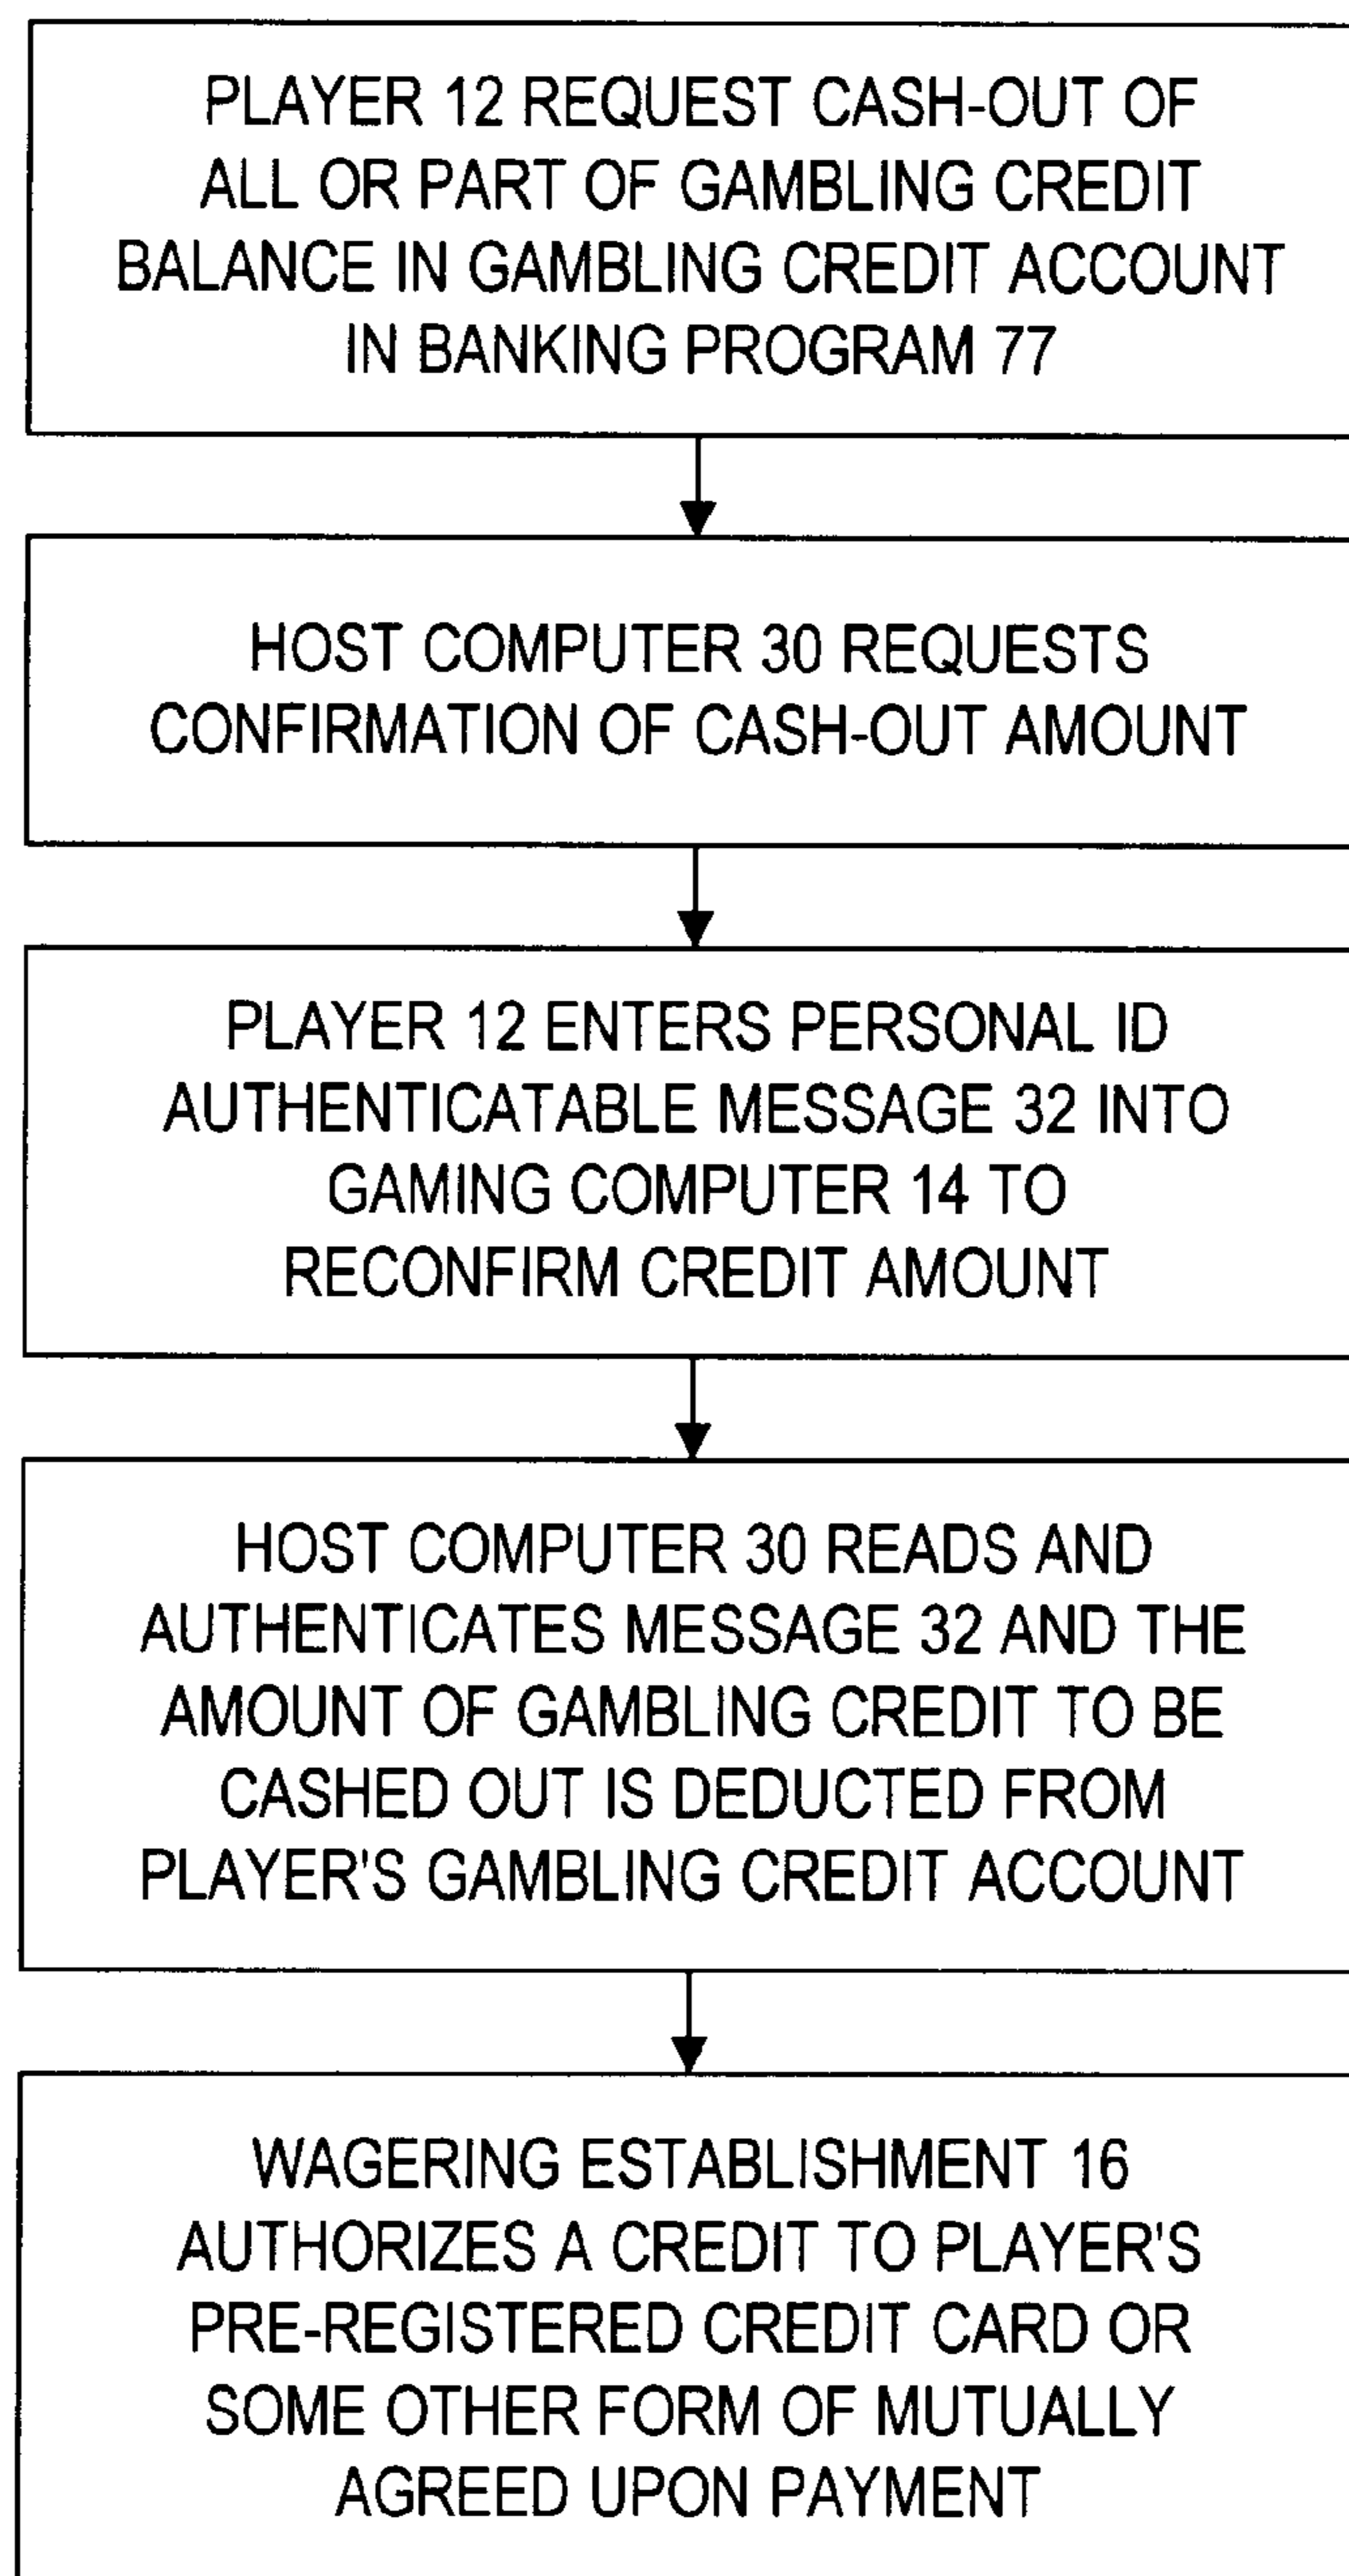 PLAYER 12 REQUEST CASH-OUT OF
ALL OR PART OF GAMBLING CREDIT
BALANCE IN GAMBLING CREDIT ACCOUNT
IN BANKING PROGRAM 77
HOST COMPUTER 30 REQUESTS
CONFIRMATION OF CASH-OUT AMOUNT
PLAYER 12 ENTERS PERSONAL ID
AUTHENTICATABLE MESSAGE 32 INTO
GAMING COMPUTER 14 TO
RECONFIRM CREDIT AMOUNT
HOST COMPUTER 30 READS AND
AUTHENTICATES MESSAGE 32 AND THE
AMOUNT OF GAMBLING CREDIT TO BE
CASHED OUT IS DEDUCTED FROM
PLAYER'S GAMBLING CREDIT ACCOUNT
WAGERING ESTABLISHMENT 16
AUTHORIZES A CREDIT TO PLAYER'S
PRE-REGISTERED CREDIT CARD OR
SOME OTHER FORM OF MUTUALLY
AGREED UPON PAYMENT